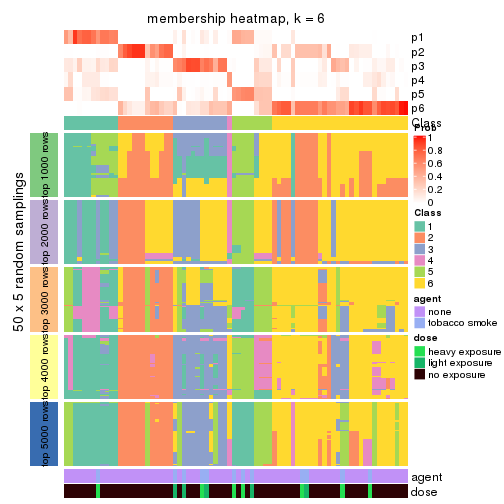 membership heatmap, k = 6
p1
p2
p3
p4
p5
p6
Class
Prob
1
0.8
0.6
0.4
0.2
0
Class
1
2
3
4
5
6
agent
none
tobacco smoke
dose
heavy exposure
light exposure
no exposure
50 x 5 random samplings
top 1000 rows
top 2000 rows
top 3000 rows
top 4000 rows
top 5000 rows
agent
dose